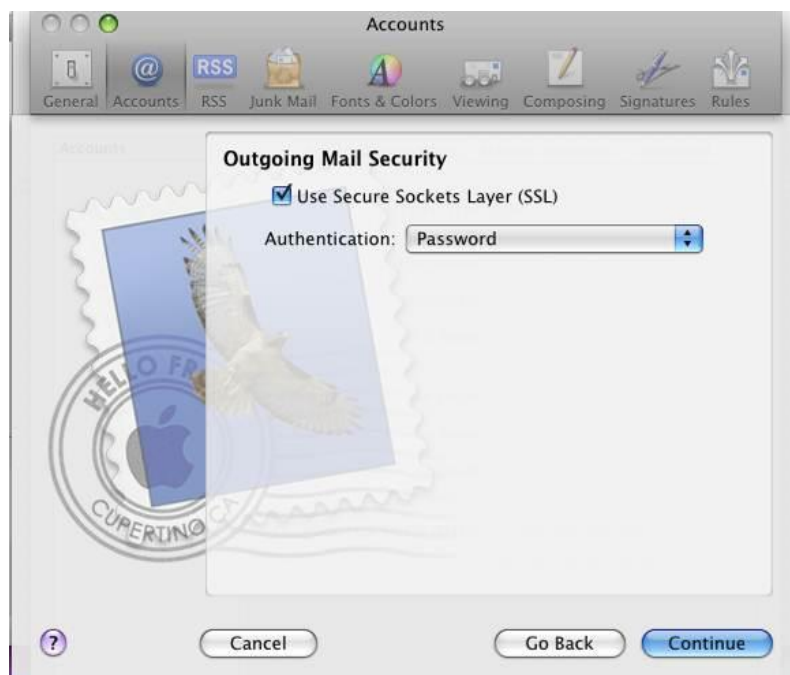 Accounts
General Accounts RSS Junk Mail Fonts & Colors Viewing Composing Signatures Rules
RSS
Accounts
Outgoing Mail Security
Use Secure Sockets Layer (SSL)
Authentication: Password
HELLO FR
CUPERTINO CA
? Cancel Go Back Continue